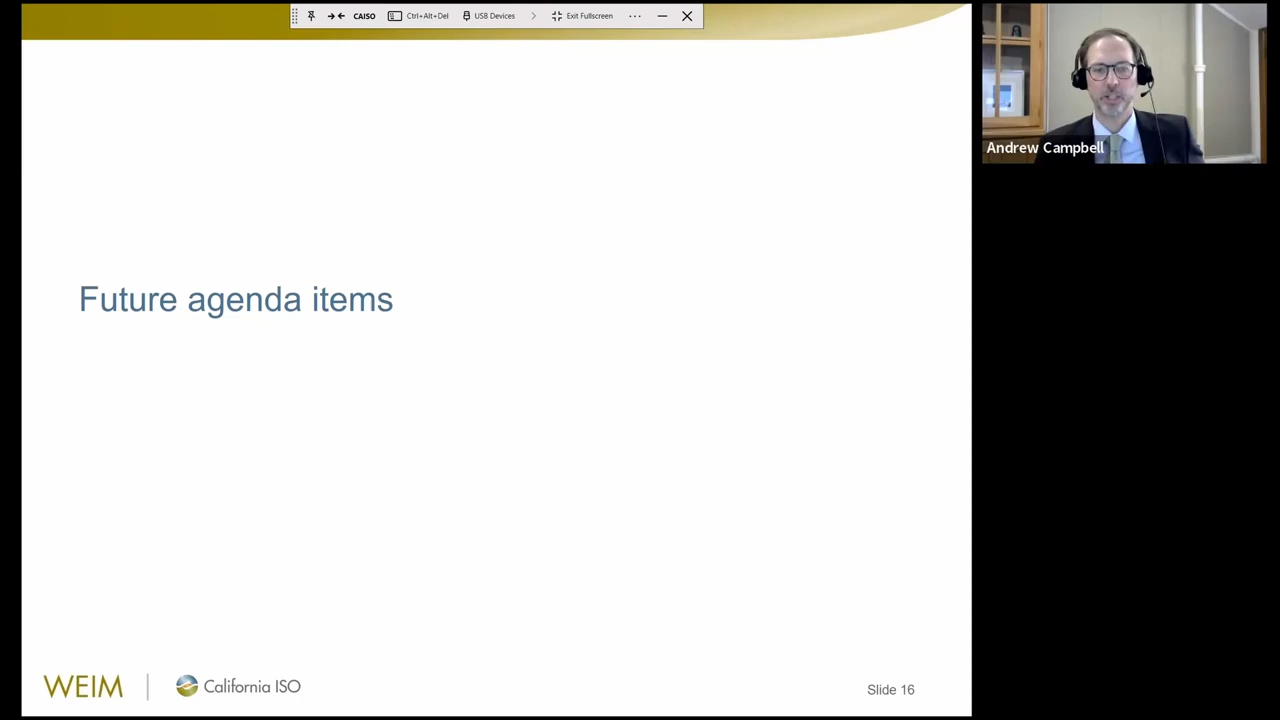 CAISO Ctrl+Alt+Del USB Devices Exit Fullscreen
Andrew Campbell
Future agenda items
WEIM California ISO
Slide 16